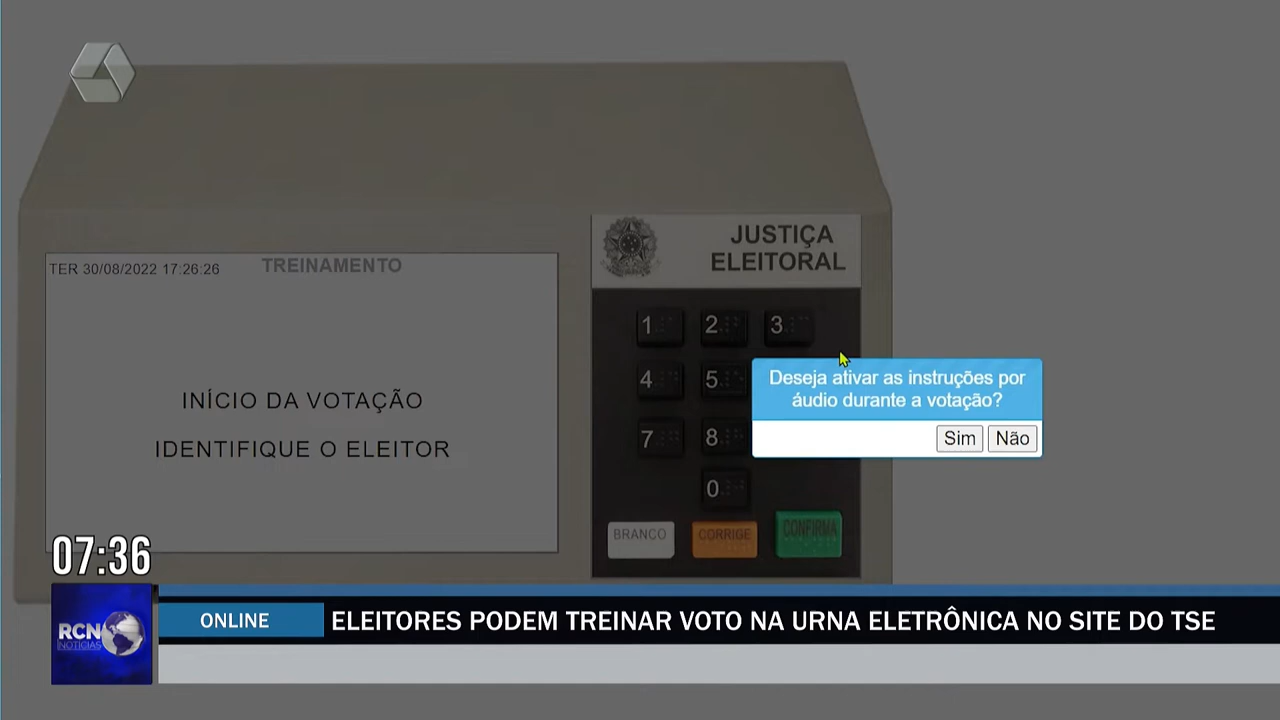 TER 30/08/2022 17:26:26 TREINAMENTO
INÍCIO DA VOTAÇÃO
IDENTIFIQUE O ELEITOR
JUSTIÇA
ELEITORAL
1 2 3
4 5
7 8
0
BRANCO CORRIGE CONFIRMA
Deseja ativar as instruções por
áudio durante a votação?
Sim Não
07:36
RCN
NOTÍCIAS
ONLINE
ELEITORES PODEM TREINAR VOTO NA URNA ELETRÔNICA NO SITE DO TSE